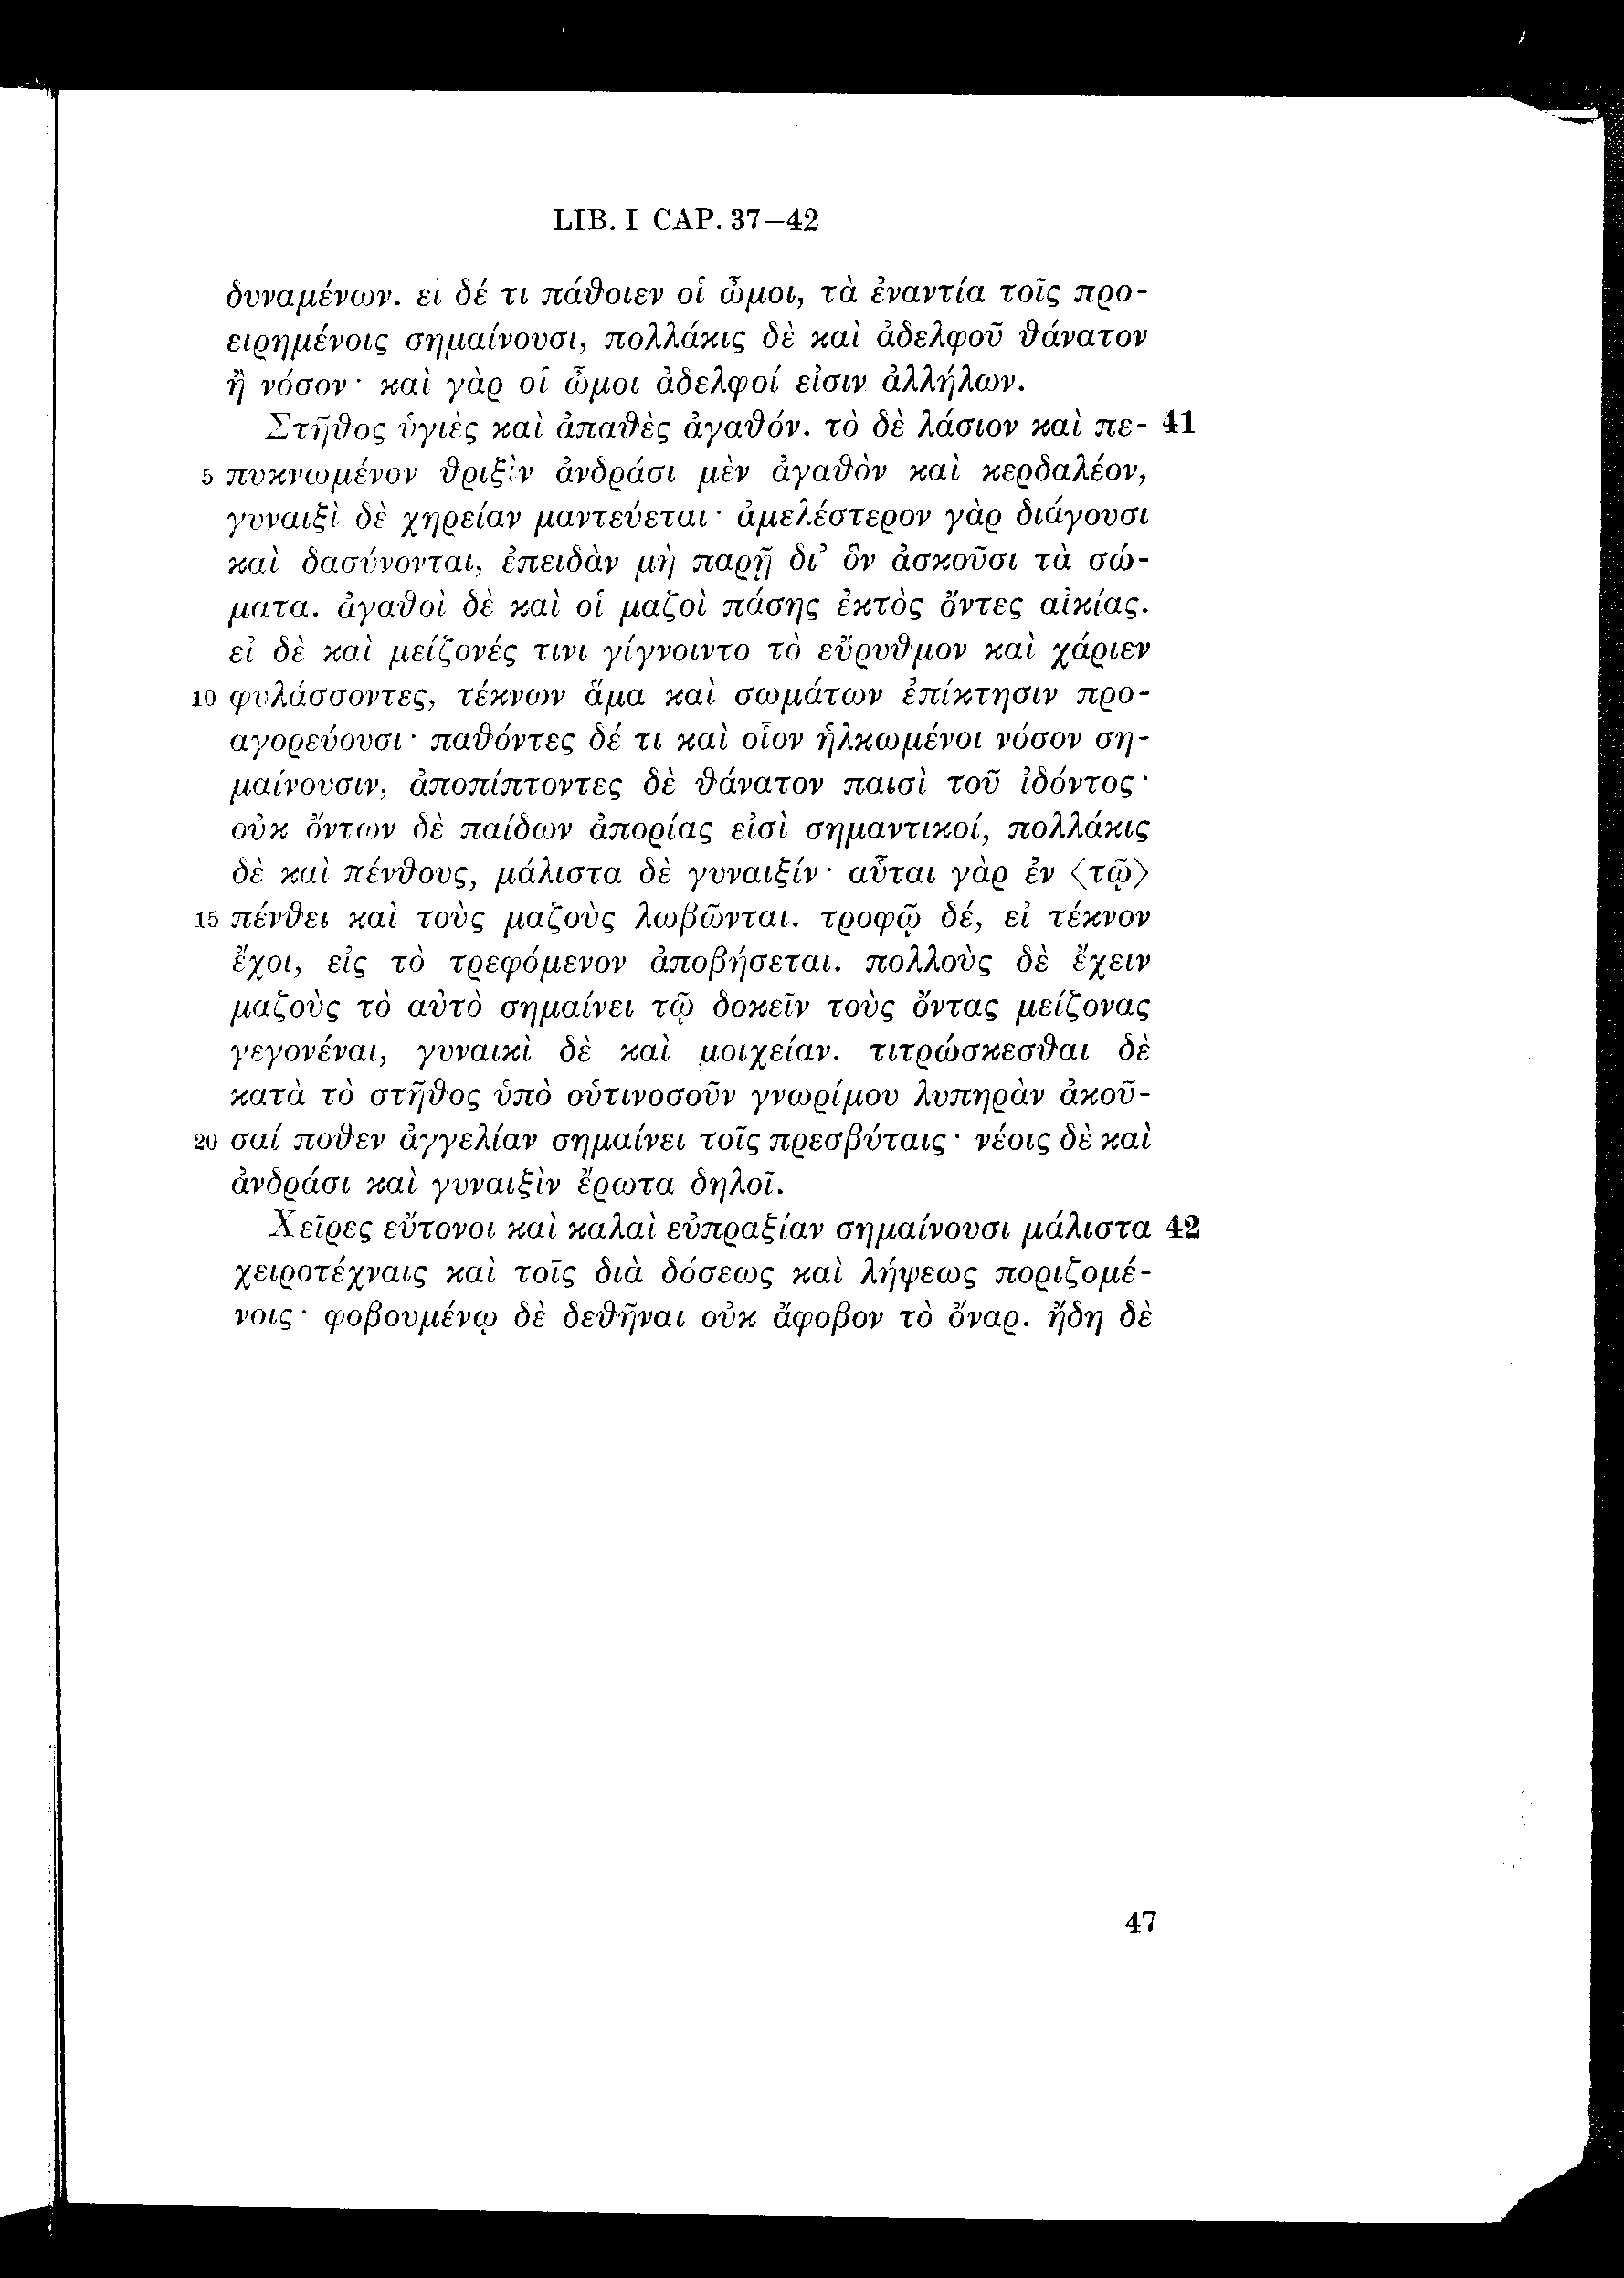 LIB. I CAP. 37–42
δυναμένων. ει δέ τι πάθοιεν οἱ ὦμοι, τὰ ἐναντία τοῖς προ-
ειρημένοις σημαίνουσι, πολλάκις δὲ καὶ ἀδελφοῦ θάνατον
ἢ νόσον· καὶ γὰρ οἱ ὦμοι ἀδελφοί εἰσιν ἀλλήλων.
Στῆθος ὑγιὲς καὶ ἀπαθὲς ἀγαθόν. τὸ δὲ λάσιον καὶ πε- 41
5 πυκνωμένον θριξὶν ἀνδράσι μὲν ἀγαθὸν καὶ κερδαλέον,
γυναιξὶ δὲ χηρείαν μαντεύεται· ἀμελέστερον γὰρ διάγουσι
καὶ δασύνονται, ἐπειδὰν μὴ παρῇ δι’ ὃν ἀσκοῦσι τὰ σώ-
ματα. ἀγαθοὶ δὲ καὶ οἱ μαζοὶ πάσης ἐκτὸς ὄντες αἰκίας.
εἰ δὲ καὶ μείζονές τινι γίγνοιντο τὸ εὔρυθμον καὶ χάριεν
10 φυλάσσοντες, τέκνων ἅμα καὶ σωμάτων ἐπίκτησιν προ-
αγορεύουσι· παθόντες δέ τι καὶ οἷον ἡλκωμένοι νόσον ση-
μαίνουσιν, ἀποπίπτοντες δὲ θάνατον παισὶ τοῦ ἰδόντος·
οὐκ ὄντων δὲ παίδων ἀπορίας εἰσὶ σημαντικοί, πολλάκις
δὲ καὶ πένθους, μάλιστα δὲ γυναιξίν· αὗται γὰρ ἐν ⟨τῷ⟩
15 πένθει καὶ τοὺς μαζοὺς λωβῶνται. τροφῷ δέ, εἰ τέκνον
ἔχοι, εἰς τὸ τρεφόμενον ἀποβήσεται. πολλοὺς δὲ ἔχειν
μαζοὺς τὸ αὐτὸ σημαίνει τῷ δοκεῖν τοὺς ὄντας μείζονας
γεγονέναι, γυναικὶ δὲ καὶ μοιχείαν. τιτρώσκεσθαι δὲ
κατὰ τὸ στῆθος ὑπὸ οὑτινοσοῦν γνωρίμου λυπηρὰν ἀκοῦ-
20 σαί ποθεν ἀγγελίαν σημαίνει τοῖς πρεσβύταις· νέοις δὲ καὶ
ἀνδράσι καὶ γυναιξὶν ἔρωτα δηλοῖ.
Χεῖρες εὔτονοι καὶ καλαὶ εὐπραξίαν σημαίνουσι μάλιστα 42
χειροτέχναις καὶ τοῖς διὰ δόσεως καὶ λήψεως ποριζομέ-
νοις· φοβουμένῳ δὲ δεθῆναι οὐκ ἄφοβον τὸ ὄναρ. ἤδη δὲ
47